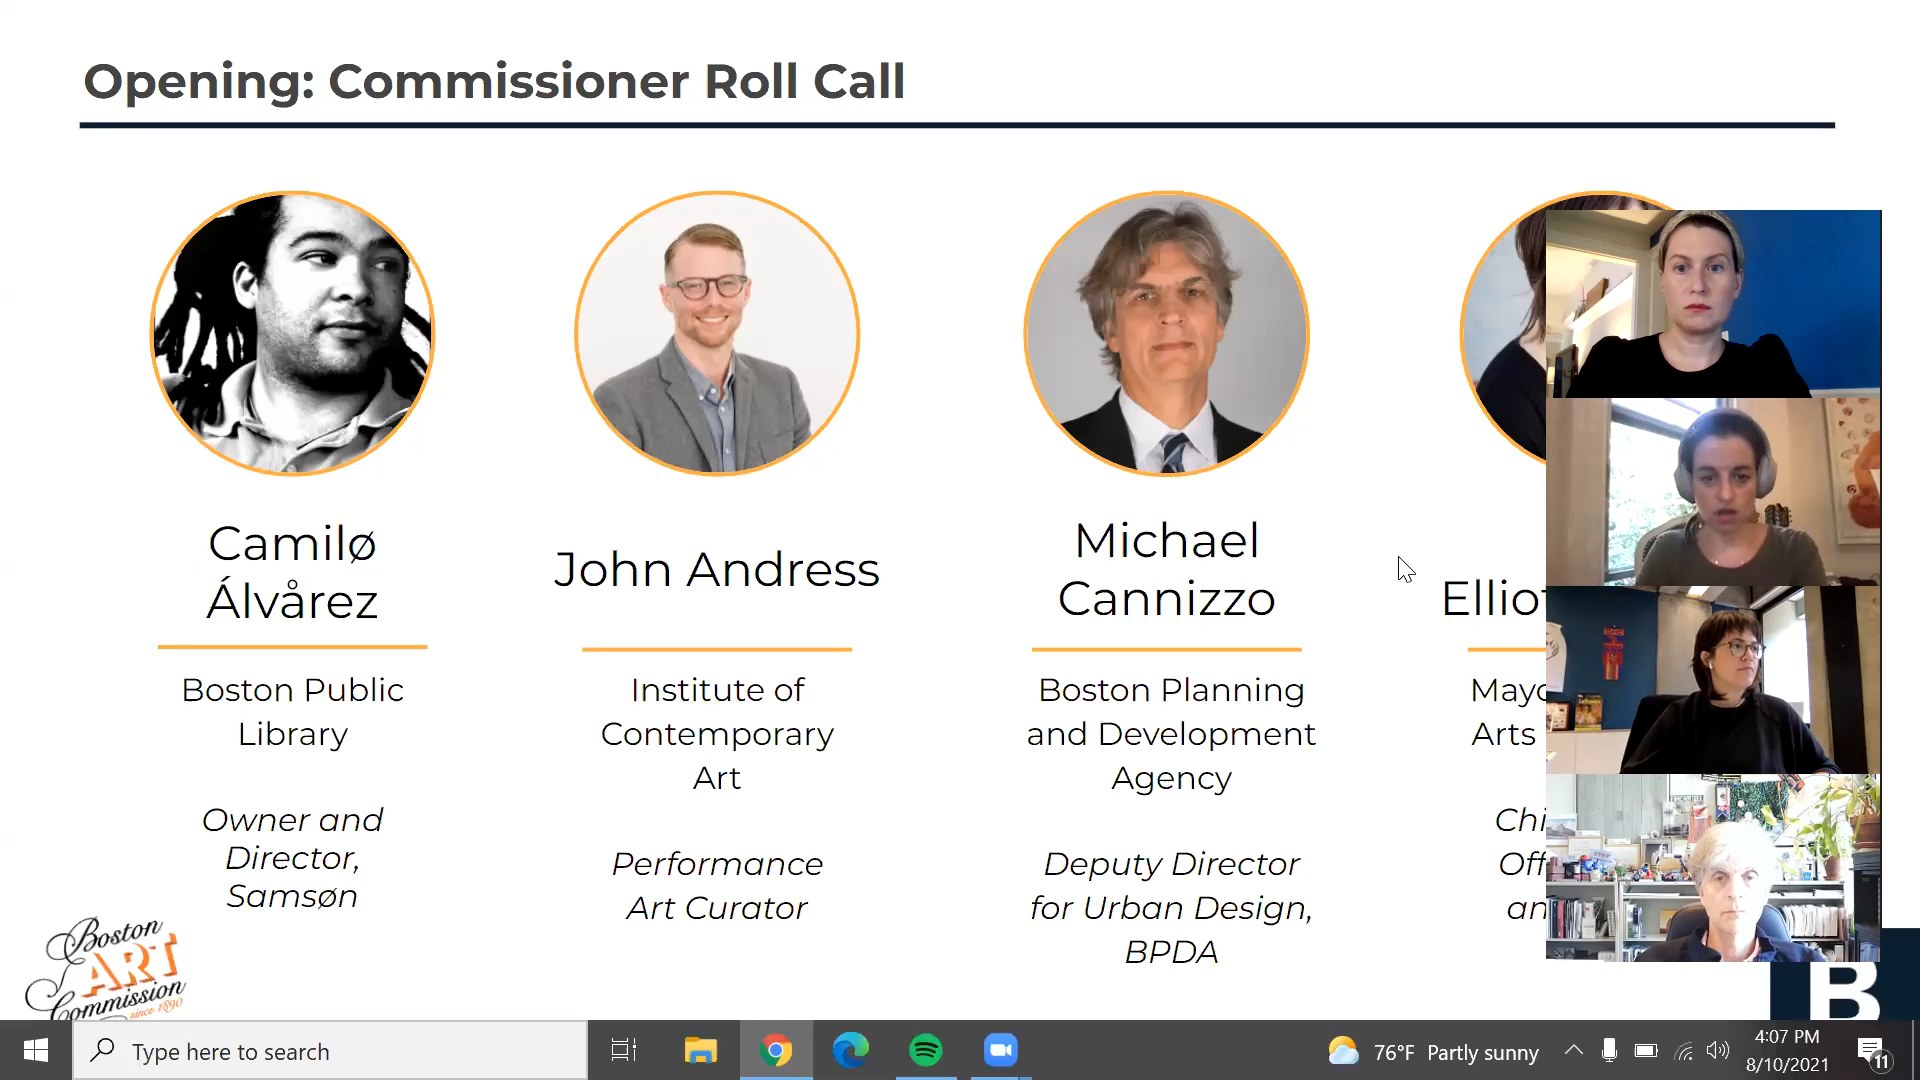 Opening: Commissioner Roll Call
Camilø
Álvårez
Boston Public
Library
Owner and
Director,
Samsøn
John Andress
Institute of
Contemporary
Art
Performance
Art Curator
Michael
Cannizzo
Boston Planning
and Development
Agency
Deputy Director
for Urban Design,
BPDA
Arts
Boston
ART
Commission
since 1890
B
Type here to search
76°F Partly sunny
4:07 PM
8/10/2021
11